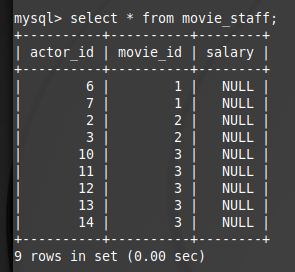 mysql> select * from movie_staff;
+----------+----------+--------+
| actor_id | movie_id | salary |
+----------+----------+--------+
|        6 |        1 |   NULL |
|        7 |        1 |   NULL |
|        2 |        2 |   NULL |
|        3 |        2 |   NULL |
|       10 |        3 |   NULL |
|       11 |        3 |   NULL |
|       12 |        3 |   NULL |
|       13 |        3 |   NULL |
|       14 |        3 |   NULL |
+----------+----------+--------+
9 rows in set (0.00 sec)